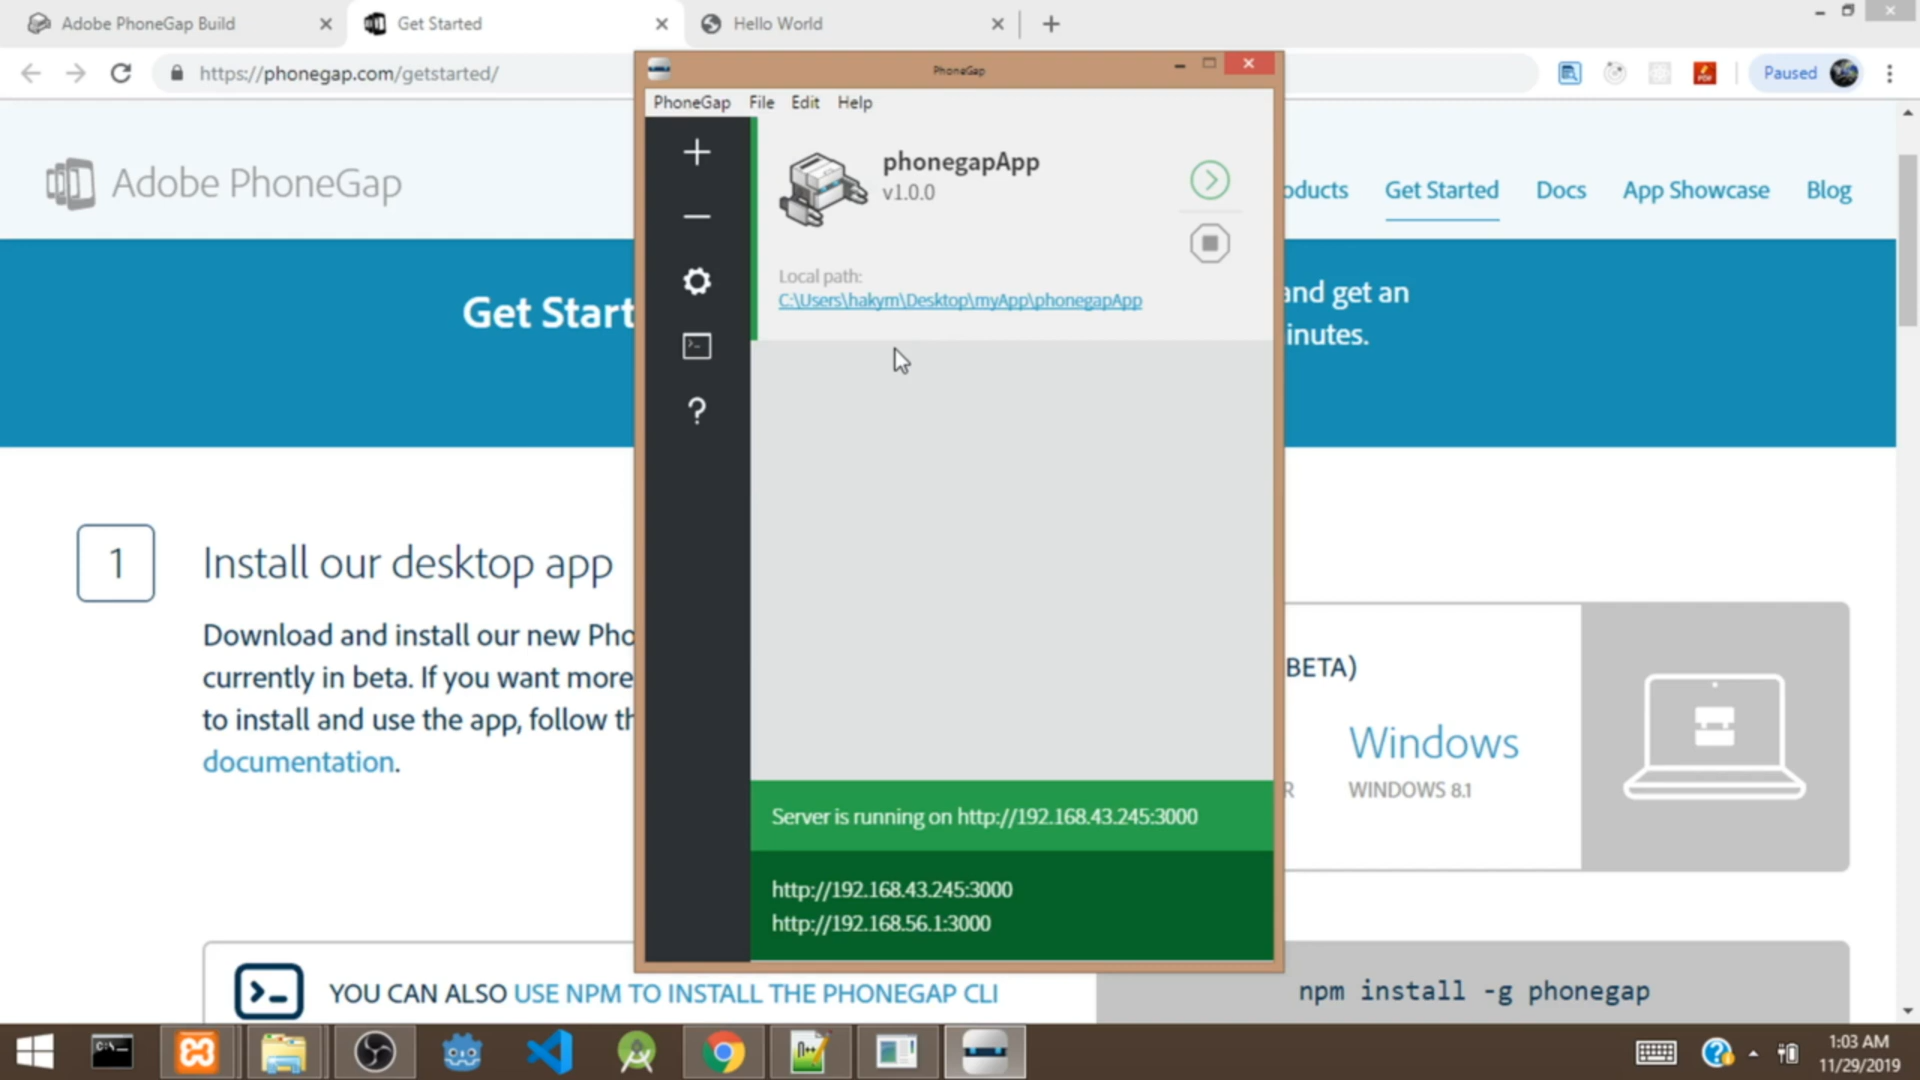 Adobe PhoneGap Build
Get Started
Hello World
https://phonegap.com/getstarted/
Paused
PhoneGap
PhoneGap File Edit Help
phonegapApp
v1.0.0
Local path:
C:\Users\hakym\Desktop\myApp\phonegapApp
Server is running on http://192.168.43.245:3000
http://192.168.43.245:3000
http://192.168.56.1:3000
Adobe PhoneGap
oducts Get Started Docs App Showcase Blog
Get Start
and get an
inutes.
1
Install our desktop app
Download and install our new Pho
currently in beta. If you want more
to install and use the app, follow th
documentation.
BETA)
Windows
R WINDOWS 8.1
YOU CAN ALSO USE NPM TO INSTALL THE PHONEGAP CLI
npm install -g phonegap
1:03 AM
11/29/2019